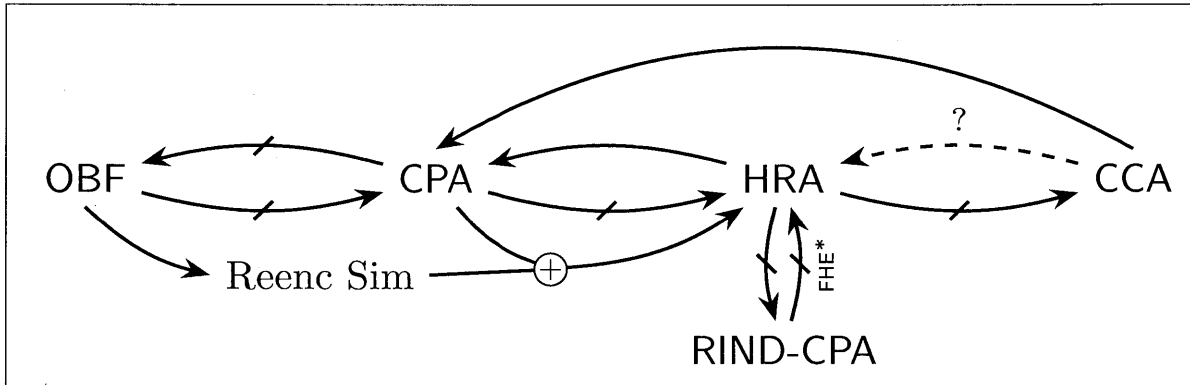 ?
OBF CPA HRA CCA
Reenc Sim +
FHE*
RIND-CPA